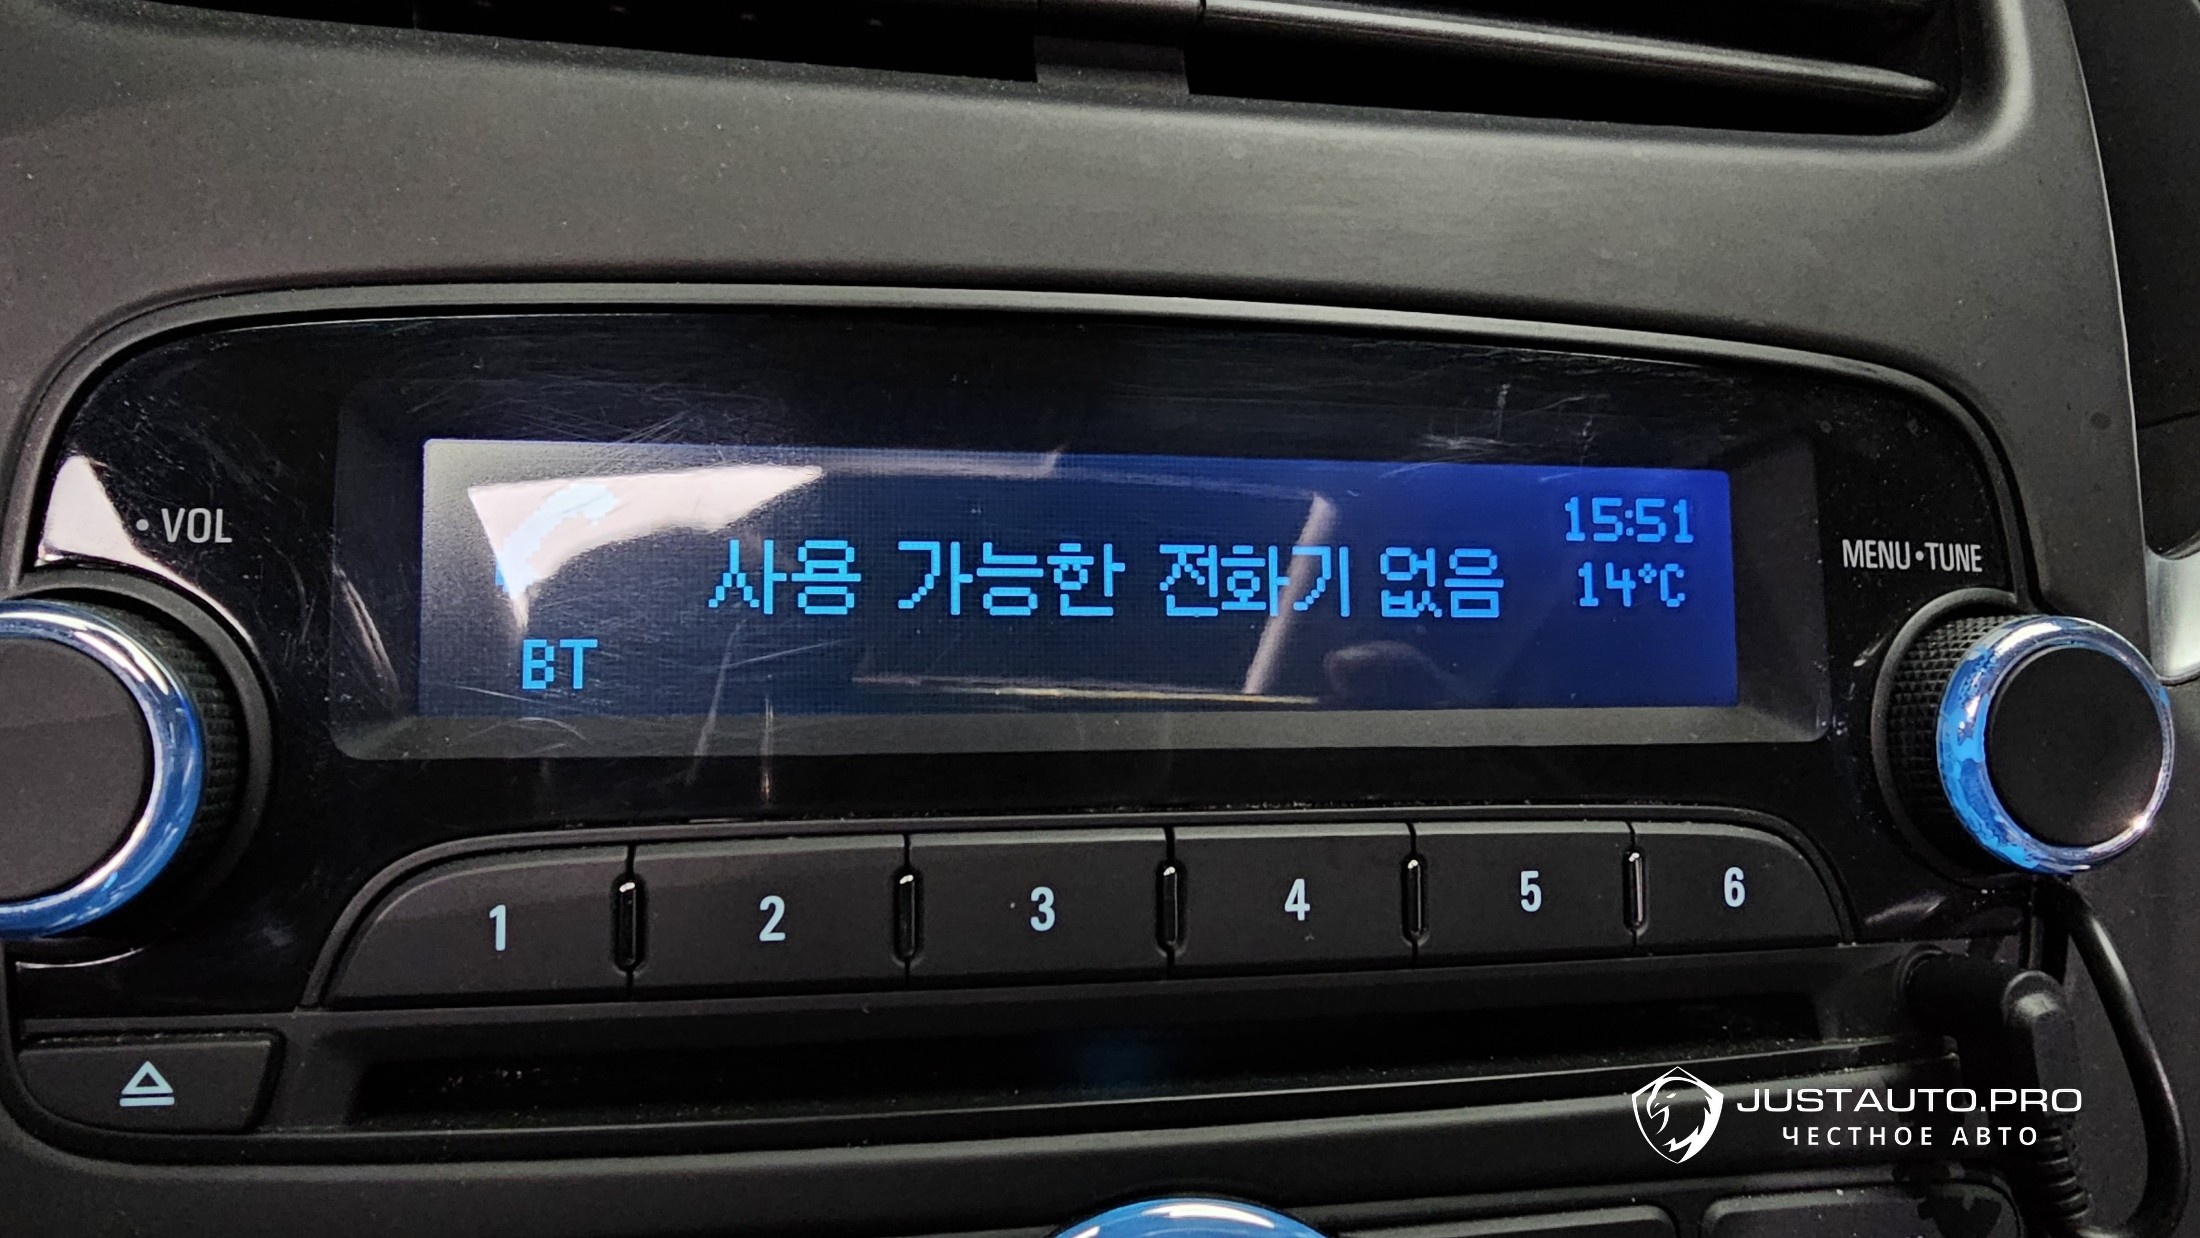 15:51
사용 가능한 전화기 없음
14°C
BT
VOL
MENU•TUNE
1 2 3 4 5 6
JUSTAUTO.PRO
ЧЕСТНОЕ АВТО